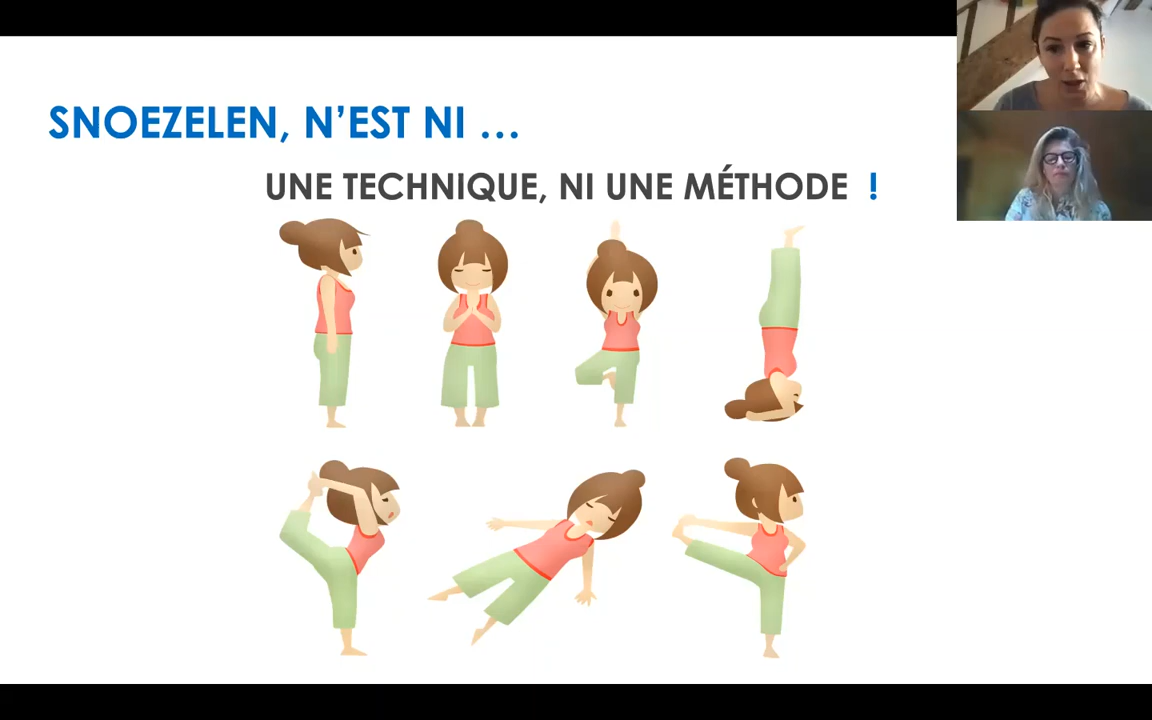 SNOEZELEN, N’EST NI …
UNE TECHNIQUE, NI UNE MÉTHODE !